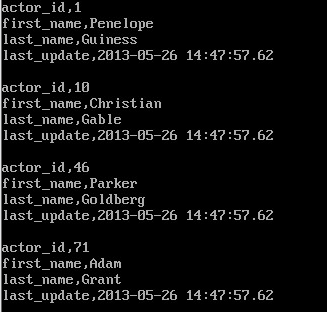 actor_id,1
first_name,Penelope
last_name,Guiness
last_update,2013-05-26 14:47:57.62
actor_id,10
first_name,Christian
last_name,Gable
last_update,2013-05-26 14:47:57.62
actor_id,46
first_name,Parker
last_name,Goldberg
last_update,2013-05-26 14:47:57.62
actor_id,71
first_name,Adam
last_name,Grant
last_update,2013-05-26 14:47:57.62